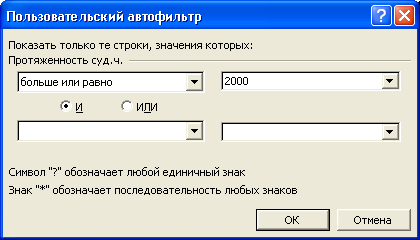 Пользовательский автофильтр
Показать только те строки, значения которых:
Протяженность суд.ч.
больше или равно 2000
И ИЛИ
Символ "?" обозначает любой единичный знак
Знак "*" обозначает последовательность любых знаков
ОК Отмена